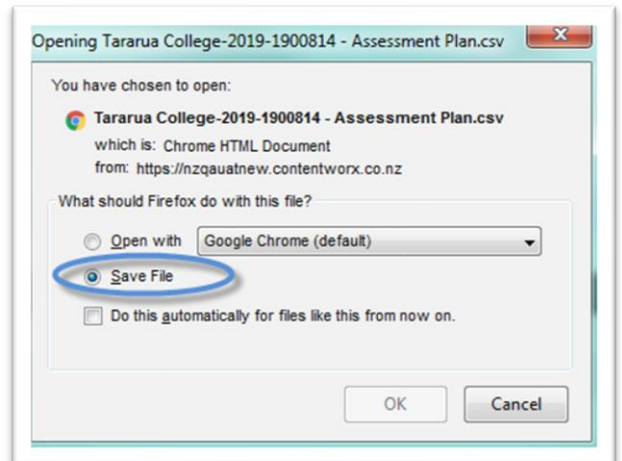 Opening Tararua College-2019-1900814 - Assessment Plan.csv
You have chosen to open:
Tararua College-2019-1900814 - Assessment Plan.csv
which is: Chrome HTML Document
from: https://nzqauatnew.contentworx.co.nz
What should Firefox do with this file?
Open with Google Chrome (default)
Save File
Do this automatically for files like this from now on.
OK Cancel